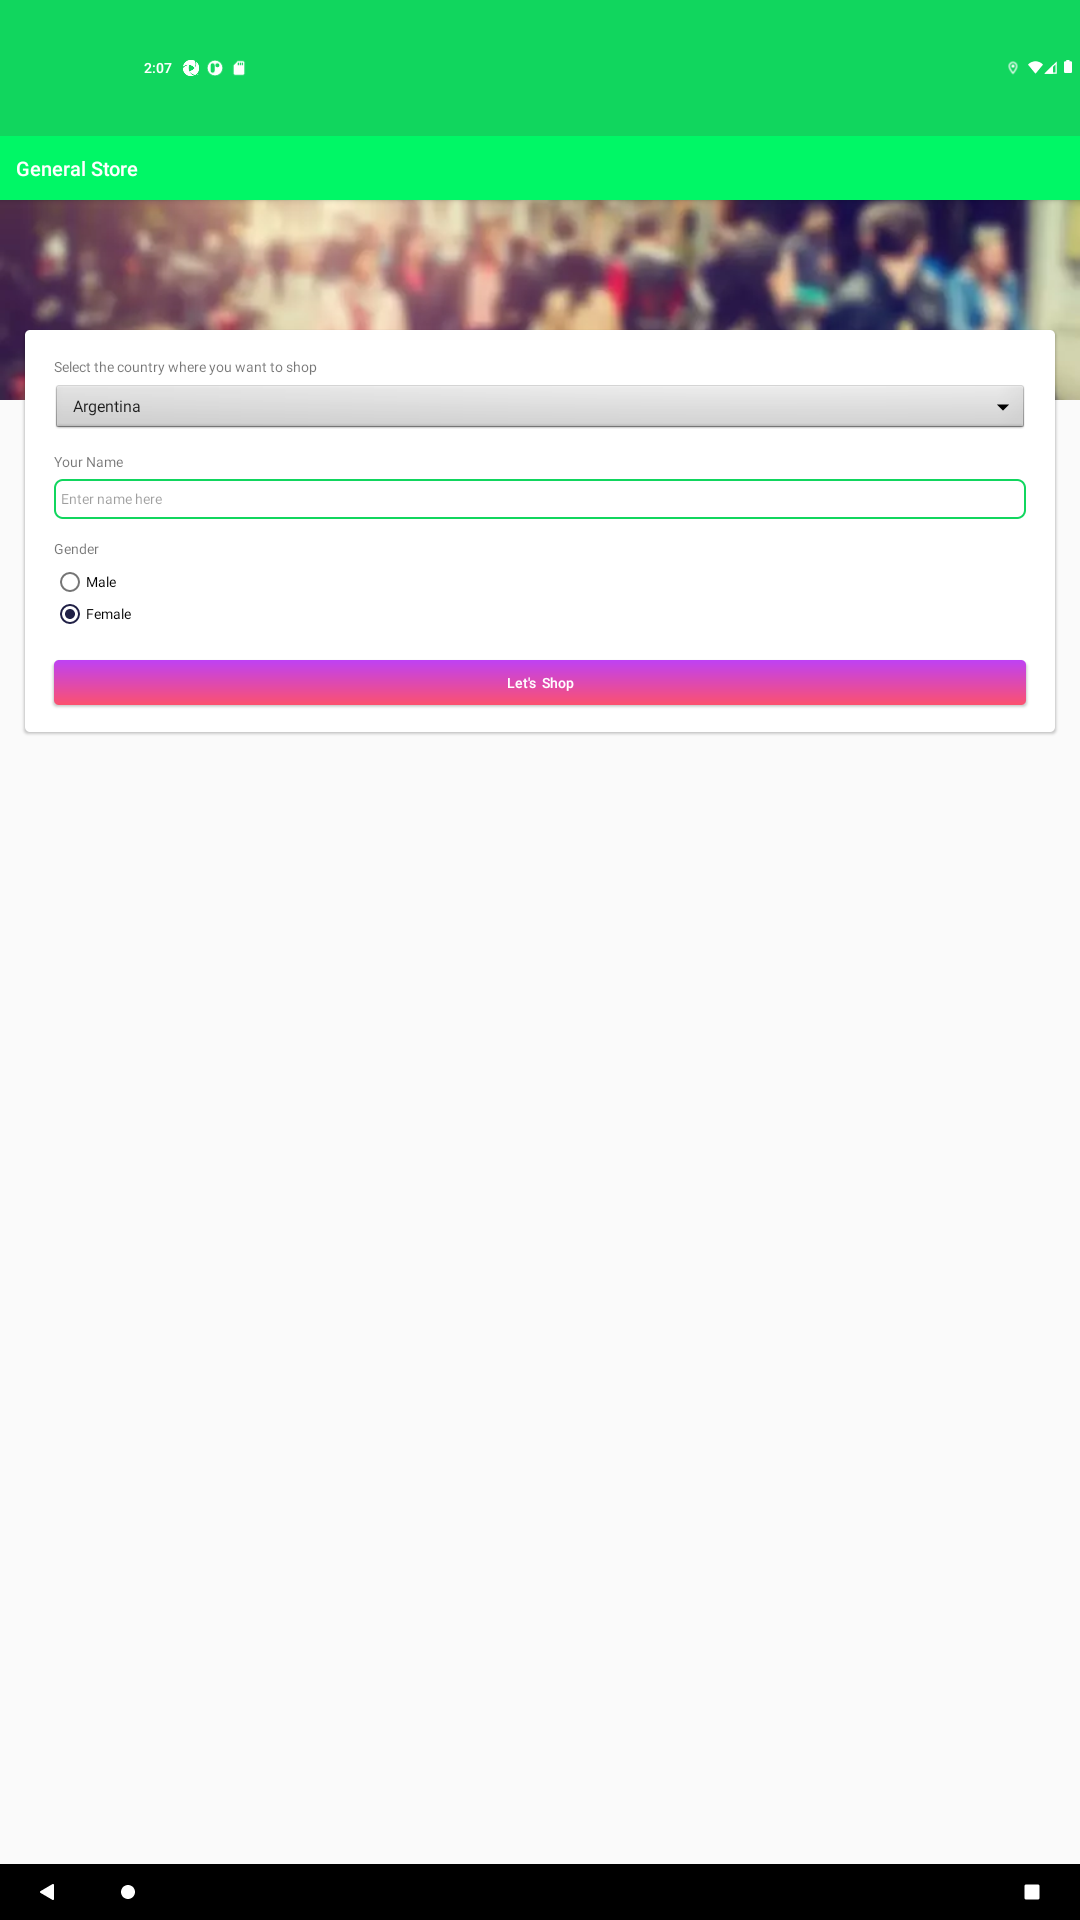 2:07
General Store
Select the country where you want to shop
Argentina
Your Name
Enter name here
Gender
Male
Female
Let's Shop